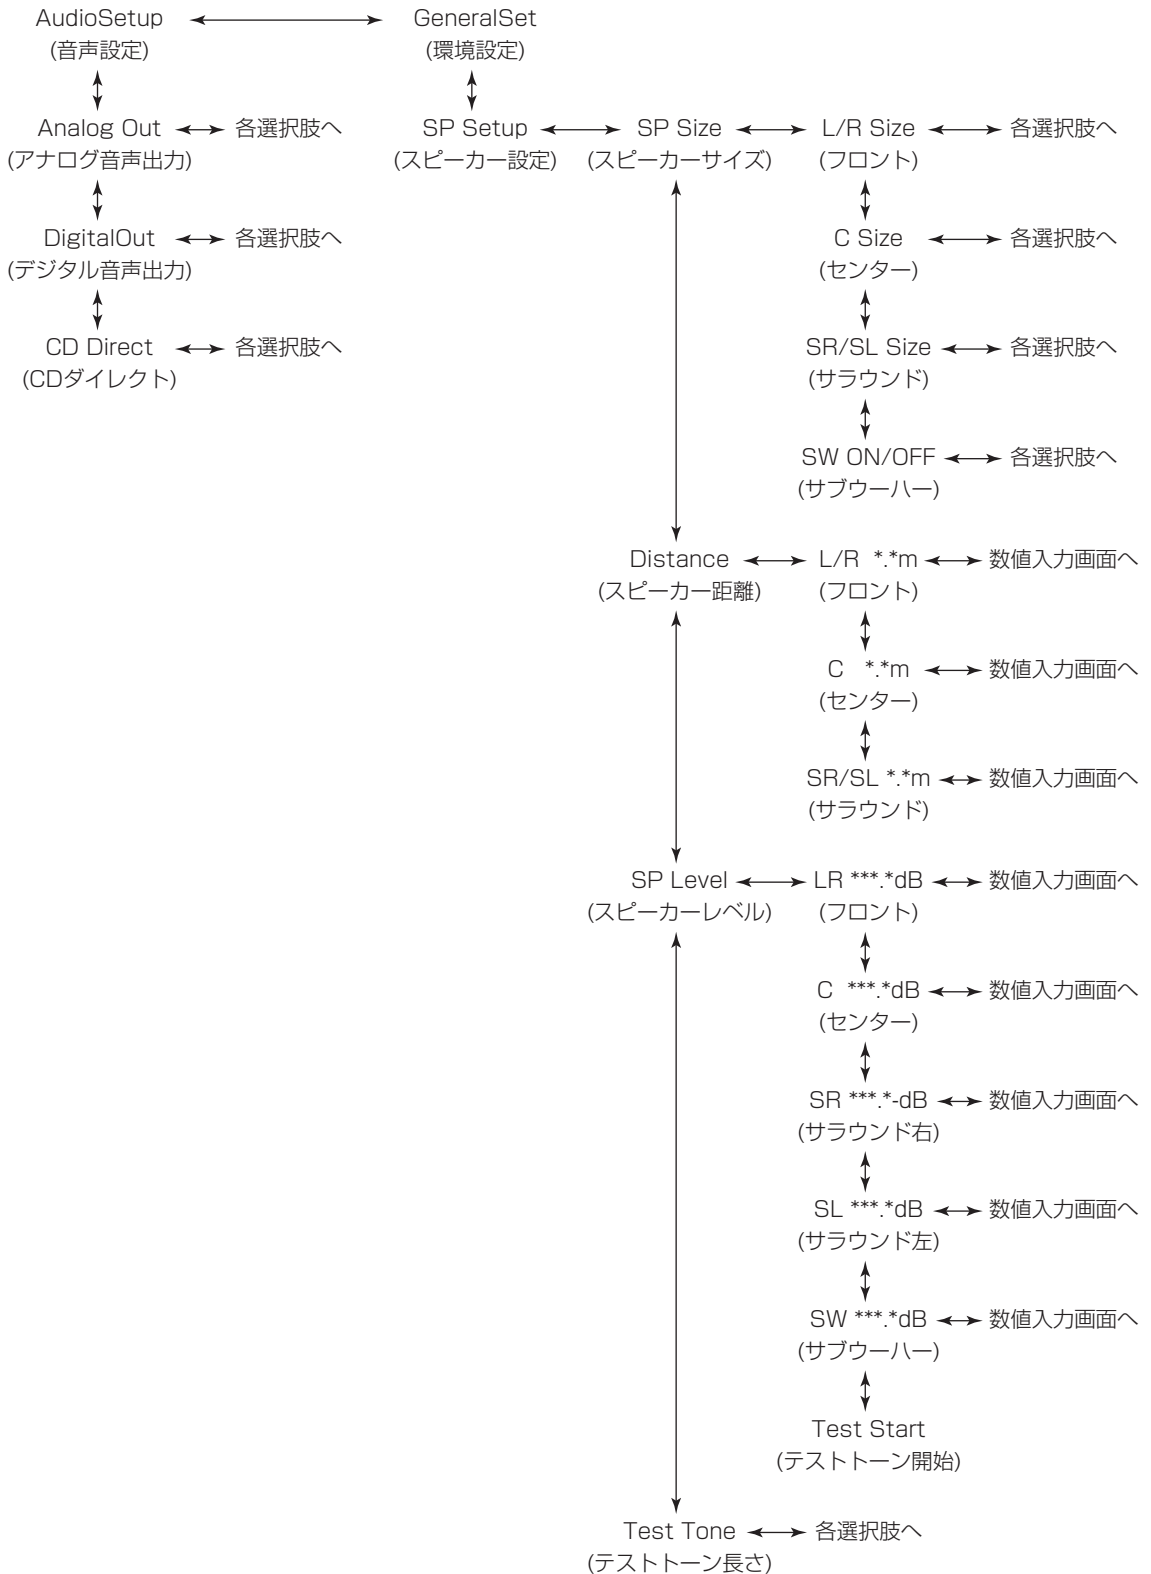 AudioSetup GeneralSet
(音声設定) (環境設定)
Analog Out 各選択肢へ SP Setup SP Size L/R Size 各選択肢へ
(アナログ音声出力) (スピーカー設定) (スピーカーサイズ) (フロント)
DigitalOut 各選択肢へ C Size 各選択肢へ
(デジタル音声出力) (センター)
CD Direct 各選択肢へ SR/SL Size 各選択肢へ
(CDダイレクト) (サラウンド)
SW ON/OFF 各選択肢へ
(サブウーハー)
Distance L/R *.*m 数値入力画面へ
(スピーカー距離) (フロント)
C *.*m 数値入力画面へ
(センター)
SR/SL *.*m 数値入力画面へ
(サラウンド)
SP Level LR ***.*dB 数値入力画面へ
(スピーカーレベル) (フロント)
C ***.*dB 数値入力画面へ
(センター)
SR ***.*-dB 数値入力画面へ
(サラウンド右)
SL ***.*dB 数値入力画面へ
(サラウンド左)
SW ***.*dB 数値入力画面へ
(サブウーハー)
Test Start
(テストトーン開始)
Test Tone 各選択肢へ
(テストトーン長さ)